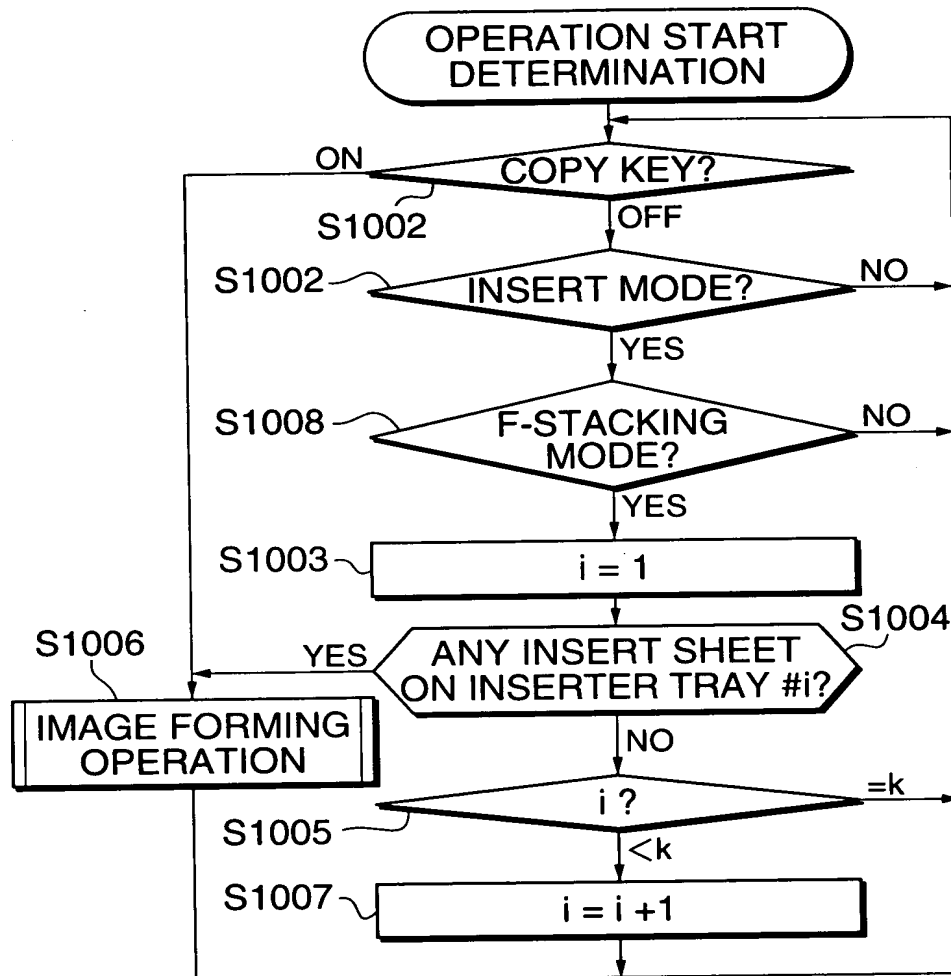 OPERATION START
DETERMINATION
ON
COPY KEY?
S1002
OFF
S1002
INSERT MODE?
NO
YES
S1008
F-STACKING
MODE?
NO
YES
S1003
i = 1
S1004
S1006
YES
ANY INSERT SHEET
ON INSERTER TRAY #i?
IMAGE FORMING
OPERATION
NO
i ?
=k
S1005
<k
S1007
i = i +1